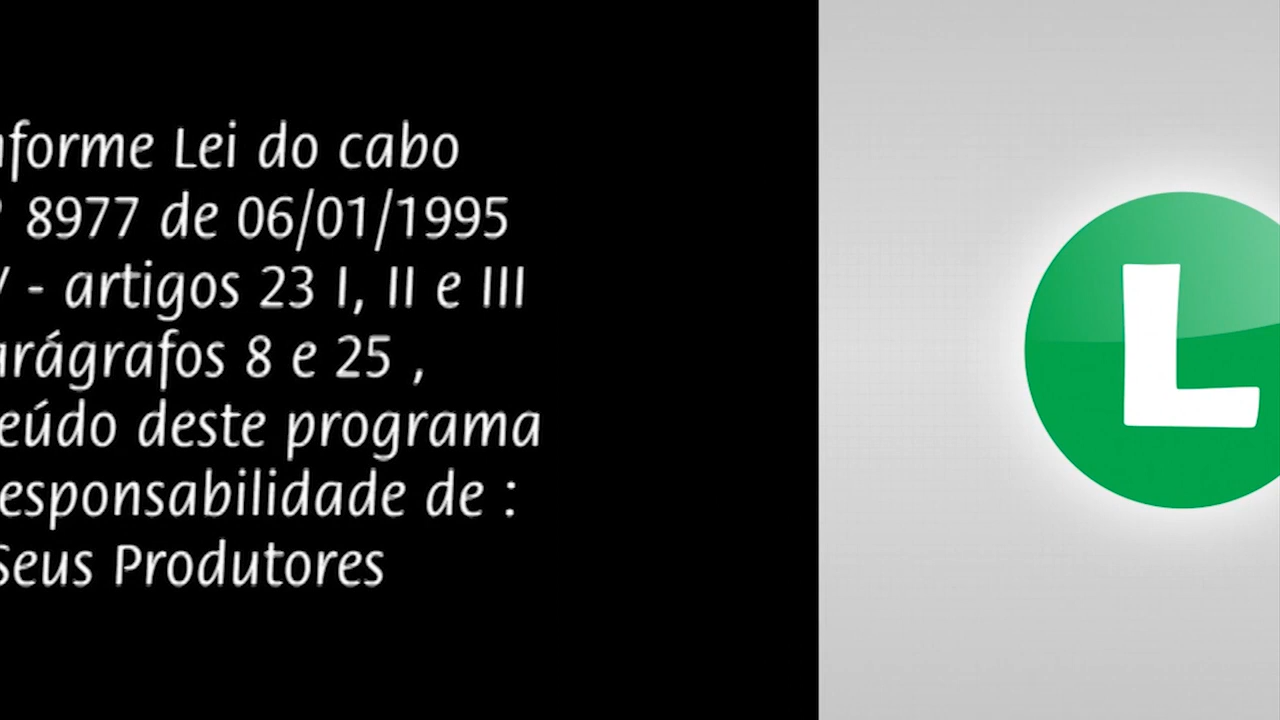 nforme Lei do cabo
8977 de 06/01/1995
- artigos 23 I, II e III
arágrafos 8 e 25 ,
eúdo deste programa
esponsabilidade de :
Seus Produtores
L